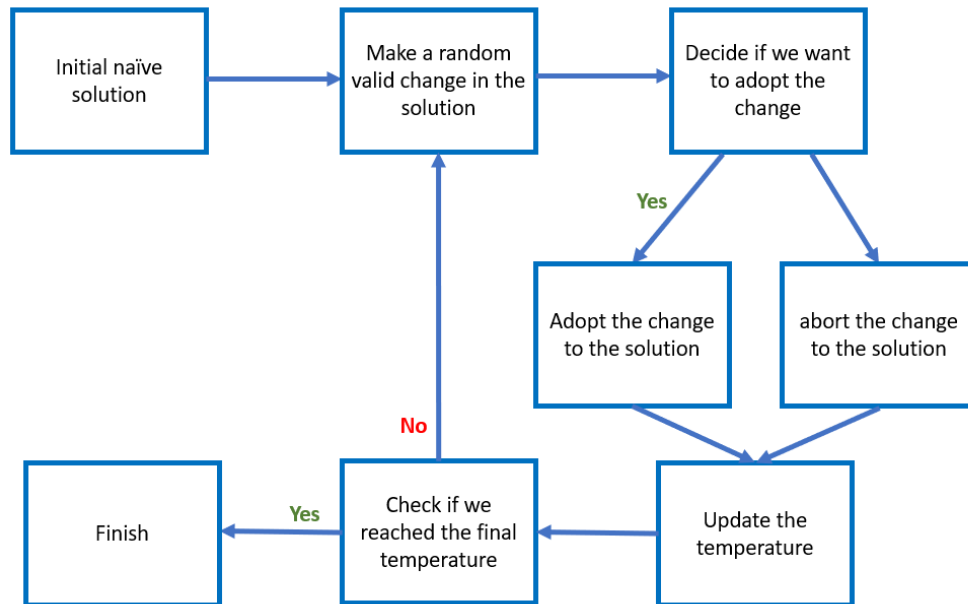 Initial naïve
solution
Make a random
valid change in the
solution
Decide if we want
to adopt the
change
Yes
Adopt the change
to the solution
abort the change
to the solution
No
Finish
Yes
Check if we
reached the final
temperature
Update the
temperature